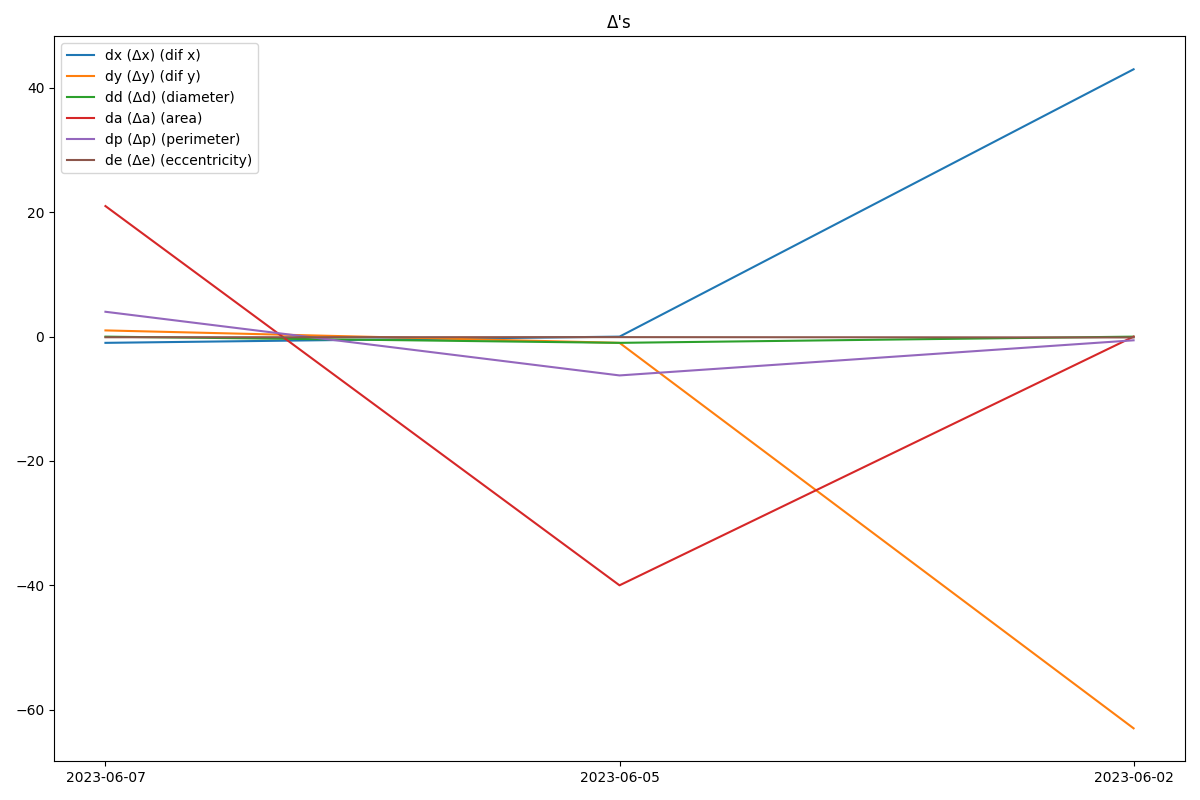 Δ's
dx (Δx) (dif x)
dy (Δy) (dif y)
dd (Δd) (diameter)
da (Δa) (area)
dp (Δp) (perimeter)
de (Δe) (eccentricity)
40
20
0
−20
−40
−60
2023-06-07 2023-06-05 2023-06-02